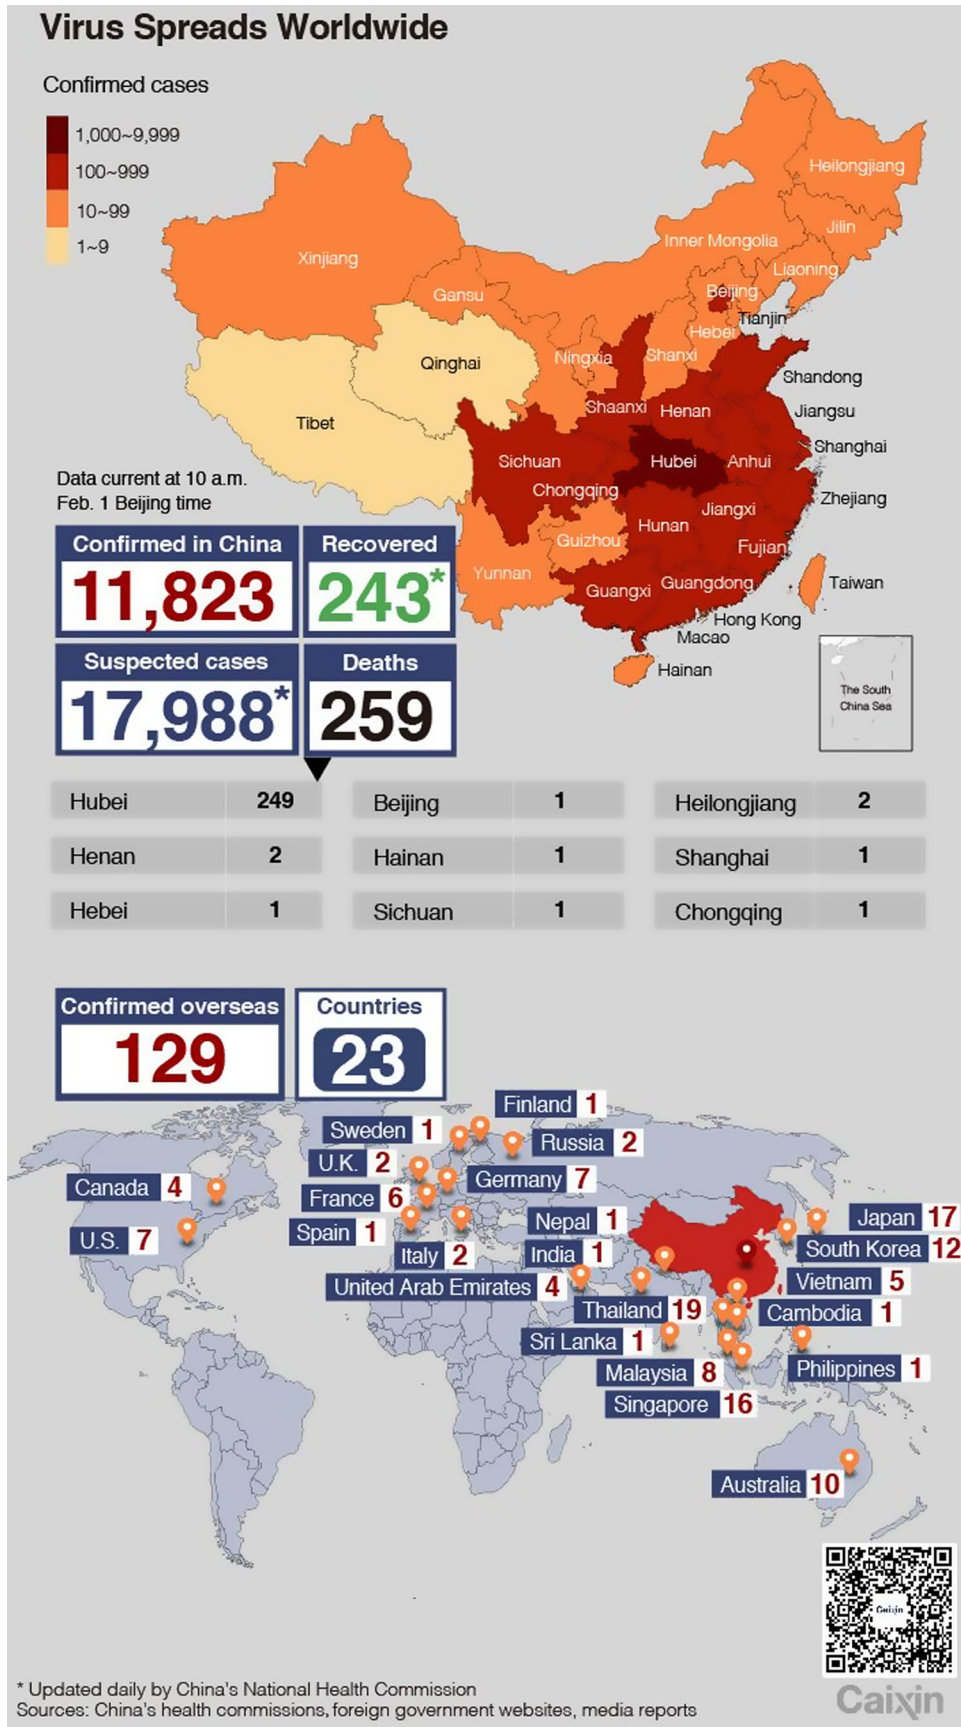 Virus Spreads Worldwide
Confirmed cases
1,000~9,999
100~999
10~99
1~9
Heilongjiang
Jilin
Inner Mongolia
Liaoning
Xinjiang
Gansu
Beijing
Tianjin
Hebei
Ningxia
Shanxi
Qinghai
Shandong
Shaanxi
Henan
Jiangsu
Tibet
Shanghai
Sichuan
Hubei
Anhui
Chongqing
Zhejiang
Jiangxi
Hunan
Guizhou
Fujian
Yunnan
Guangxi
Guangdong
Taiwan
Hong Kong
Macao
Hainan
The South
China Sea
Data current at 10 a.m.
Feb. 1 Beijing time
Confirmed in China
11,823
Recovered
243*
Suspected cases
17,988*
Deaths
259
Hubei 249
Beijing 1
Heilongjiang 2
Henan 2
Hainan 1
Shanghai 1
Hebei 1
Sichuan 1
Chongqing 1
Confirmed overseas
129
Countries
23
Finland 1
Sweden 1
Russia 2
U.K. 2
Germany 7
Canada 4
France 6
Nepal 1
Japan 17
Spain 1
U.S. 7
South Korea 12
Italy 2
India 1
United Arab Emirates 4
Vietnam 5
Thailand 19
Cambodia 1
Sri Lanka 1
Malaysia 8
Philippines 1
Singapore 16
Australia 10
Caixin
* Updated daily by China's National Health Commission
Sources: China's health commissions, foreign government websites, media reports
Caixin